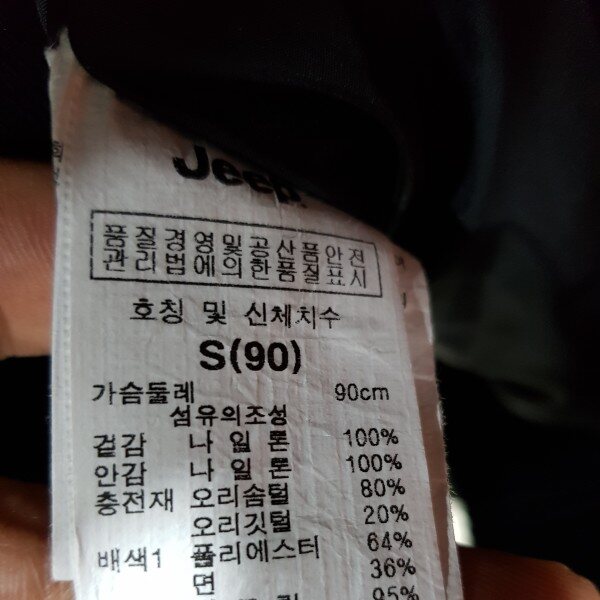 Jeep
품질경영및공산품안전
관리법에의한품질표시
호칭 및 신체치수
S(90)
가슴둘레 90cm
섬유의조성
겉감 나 일 론 100%
안감 나 일 론 100%
충전재 오리솜털 80%
오리깃털 20%
배색1 폴리에스터 64%
면 36%
95%